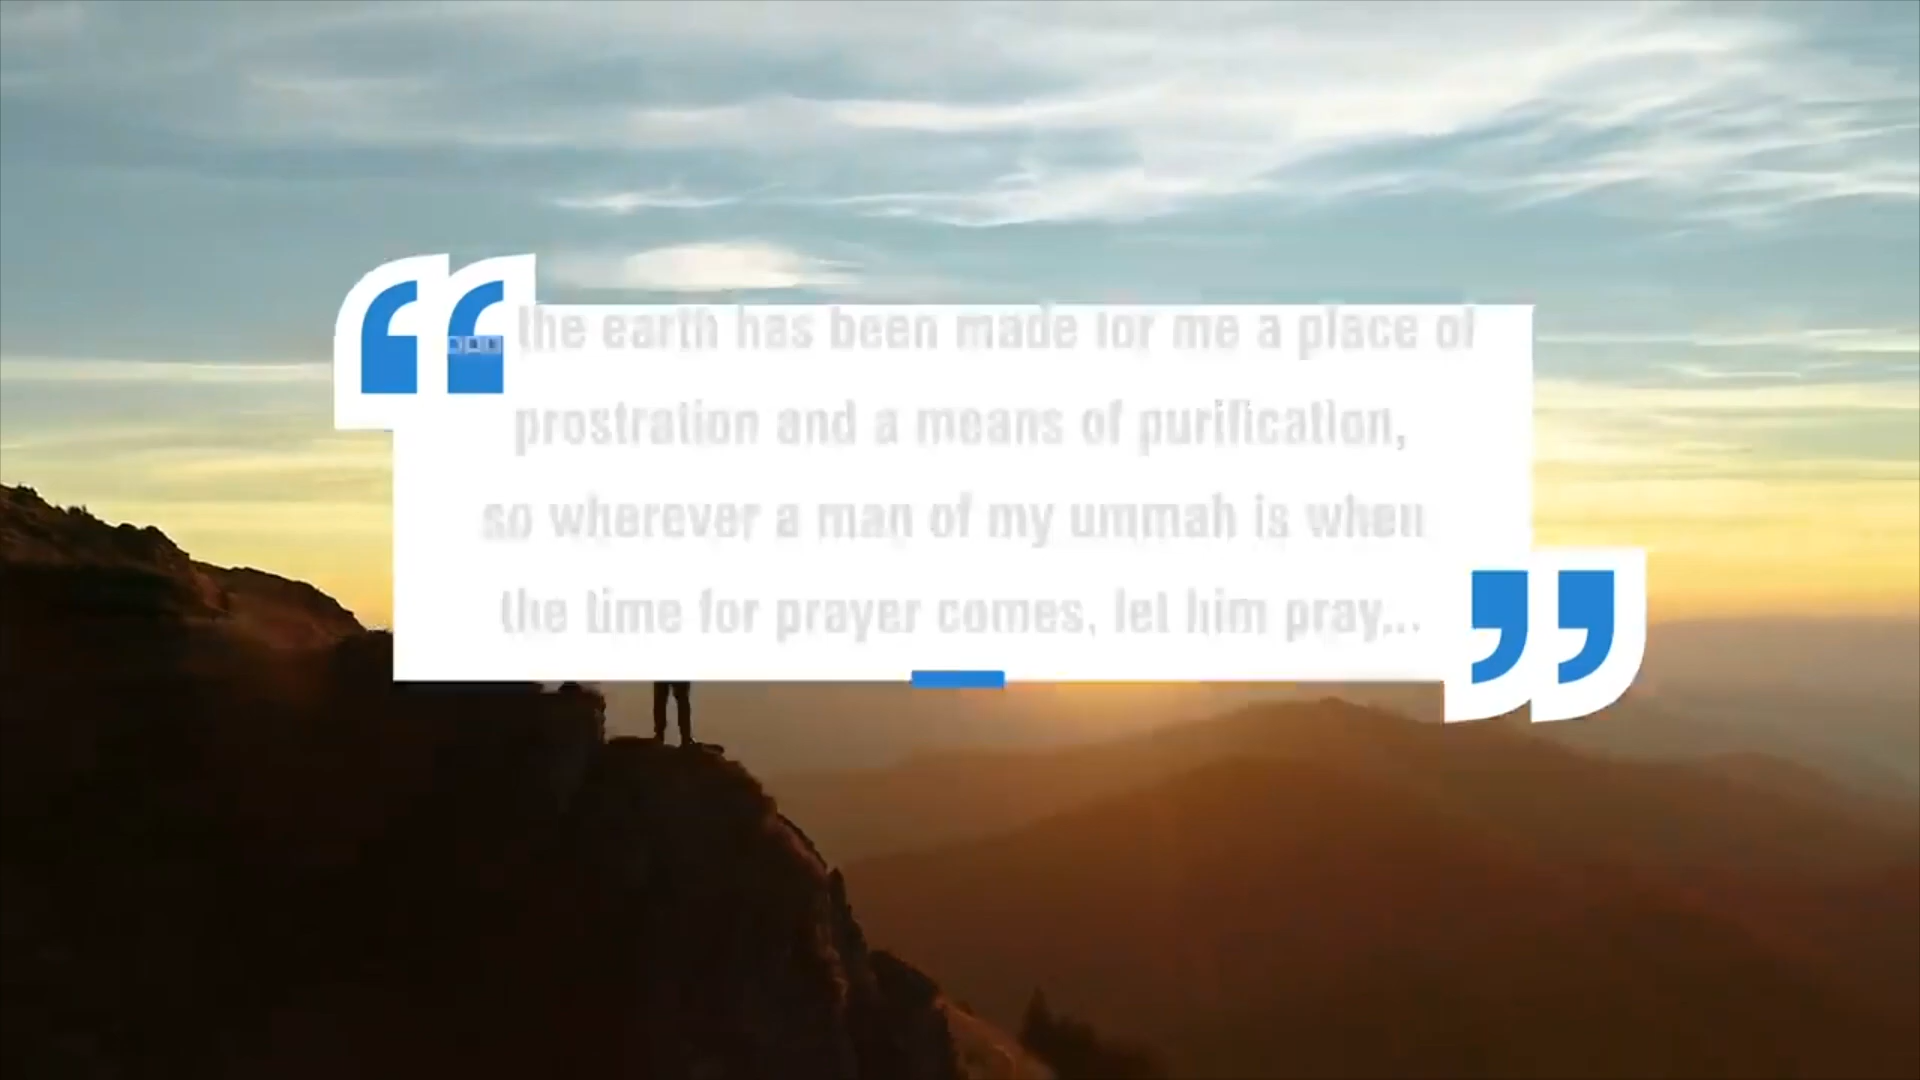 ... the earth has been made for me a place of
prostration and a means of purification,
so wherever a man of my ummah is when
the time for prayer comes, let him pray...